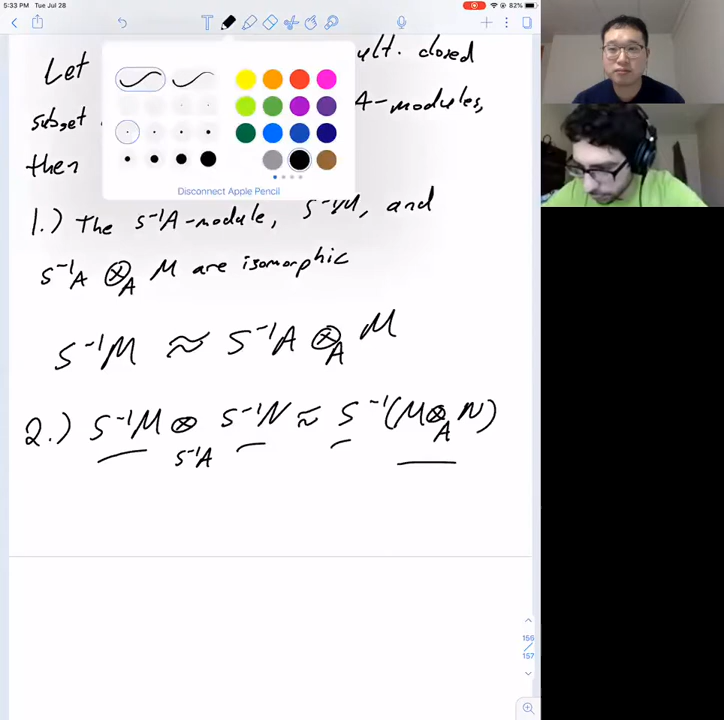 5:33 PM Tue Jul 28
82%
Let ult. closed
subset A-modules,
then
Disconnect Apple Pencil
1.) The S⁻¹A-module, S⁻¹M, and
S⁻¹A ⊗_A M are isomorphic
S⁻¹M ≈ S⁻¹A ⊗_A M
2.) S⁻¹M ⊗_{S⁻¹A} S⁻¹N ≈ S⁻¹(M ⊗_A N)
156
/
157